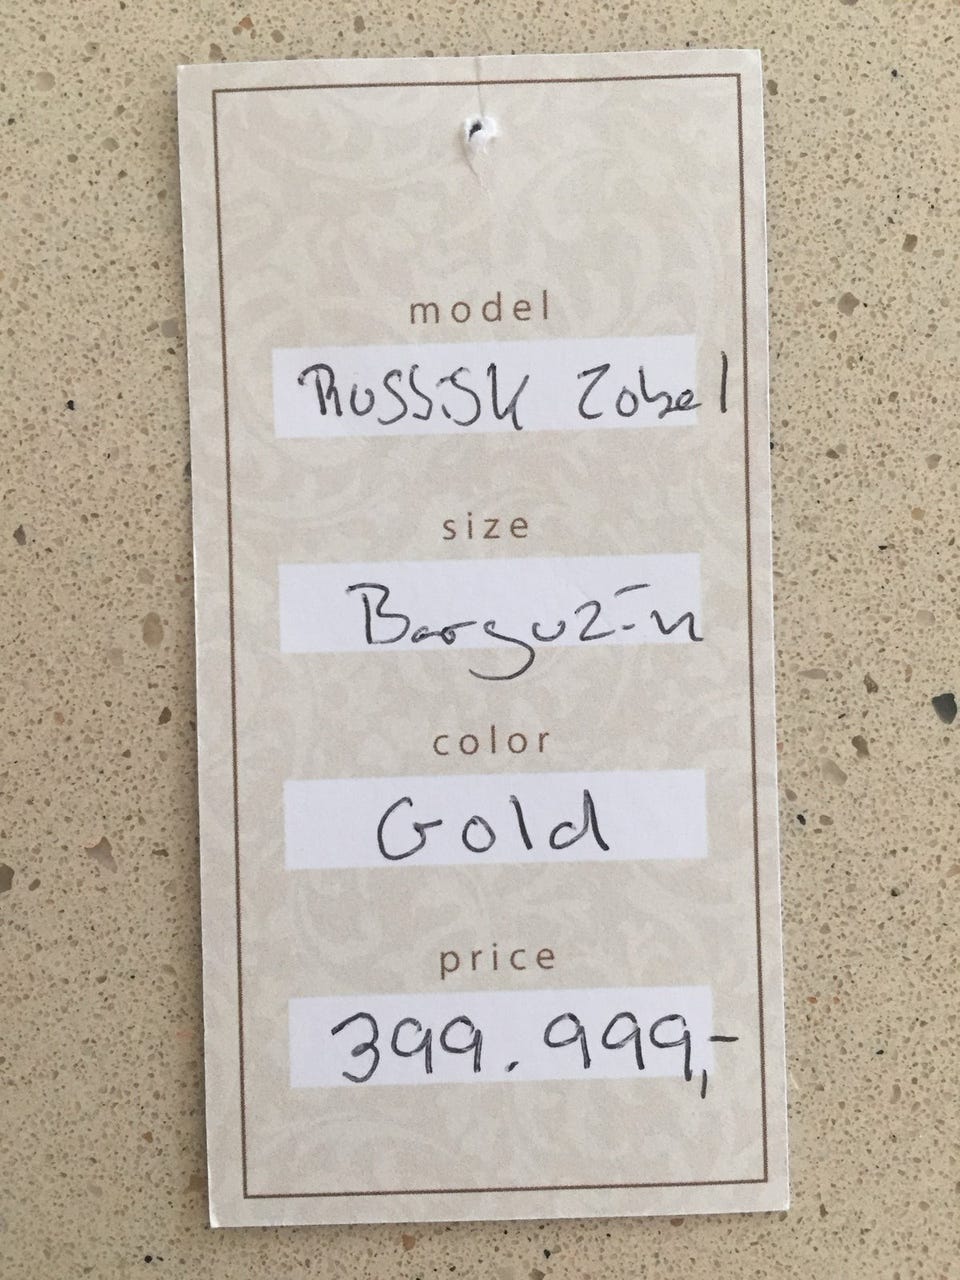 model
Russisk Zobel
size
Barguzin
color
Gold
price
399.999,-